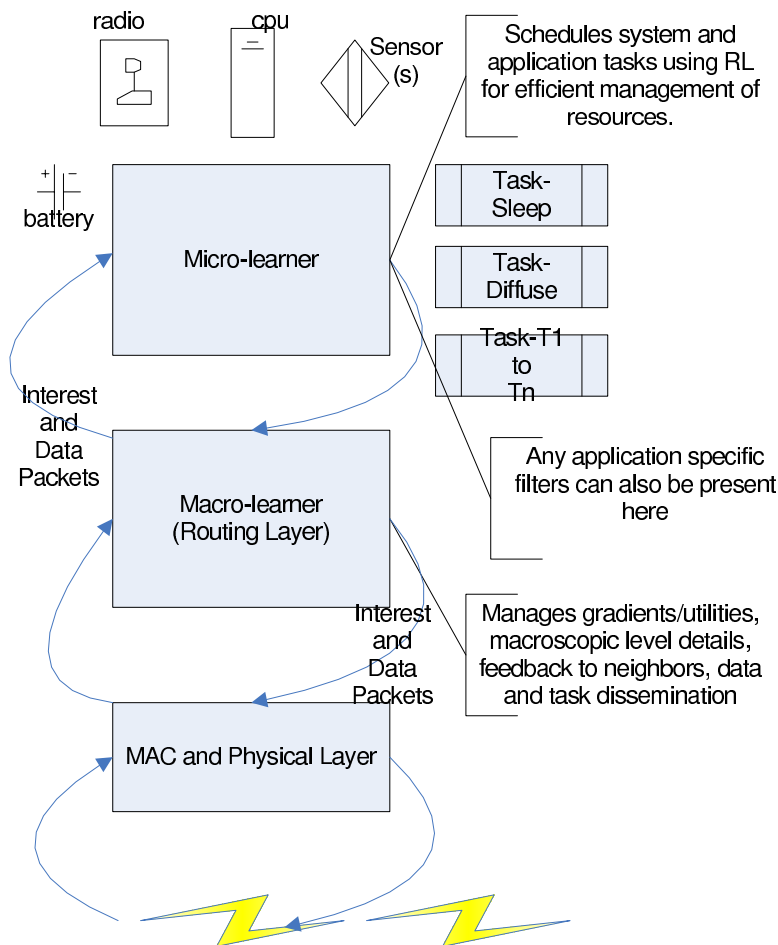 radio
cpu
Sensor
(s)
Schedules system and
application tasks using RL
for efficient management of
resources.
+ −
battery
Micro-learner
Task-
Sleep
Task-
Diffuse
Task-T1
to
Tn
Interest
and
Data
Packets
Any application specific
filters can also be present
here
Macro-learner
(Routing Layer)
Interest
and
Data
Packets
Manages gradients/utilities,
macroscopic level details,
feedback to neighbors, data
and task dissemination
MAC and Physical Layer